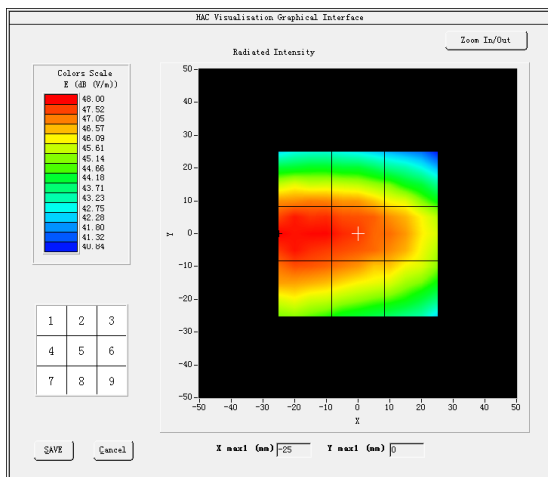 HAC Visualisation Graphical Interface
Zoom In/Out
Radiated Intensity
Colors Scale
E (dB (V/m))
48.00
47.52
47.05
46.57
46.09
45.61
45.14
44.66
44.18
43.71
43.23
42.75
42.28
41.80
41.32
40.84
50
40
30
20
10
0
-10
-20
-30
-40
-50
Y
-50 -40 -30 -20 -10 0 10 20 30 40 50
X
1 2 3
4 5 6
7 8 9
SAVE Cancel
X max1 (mm) -25 Y max1 (mm) 0